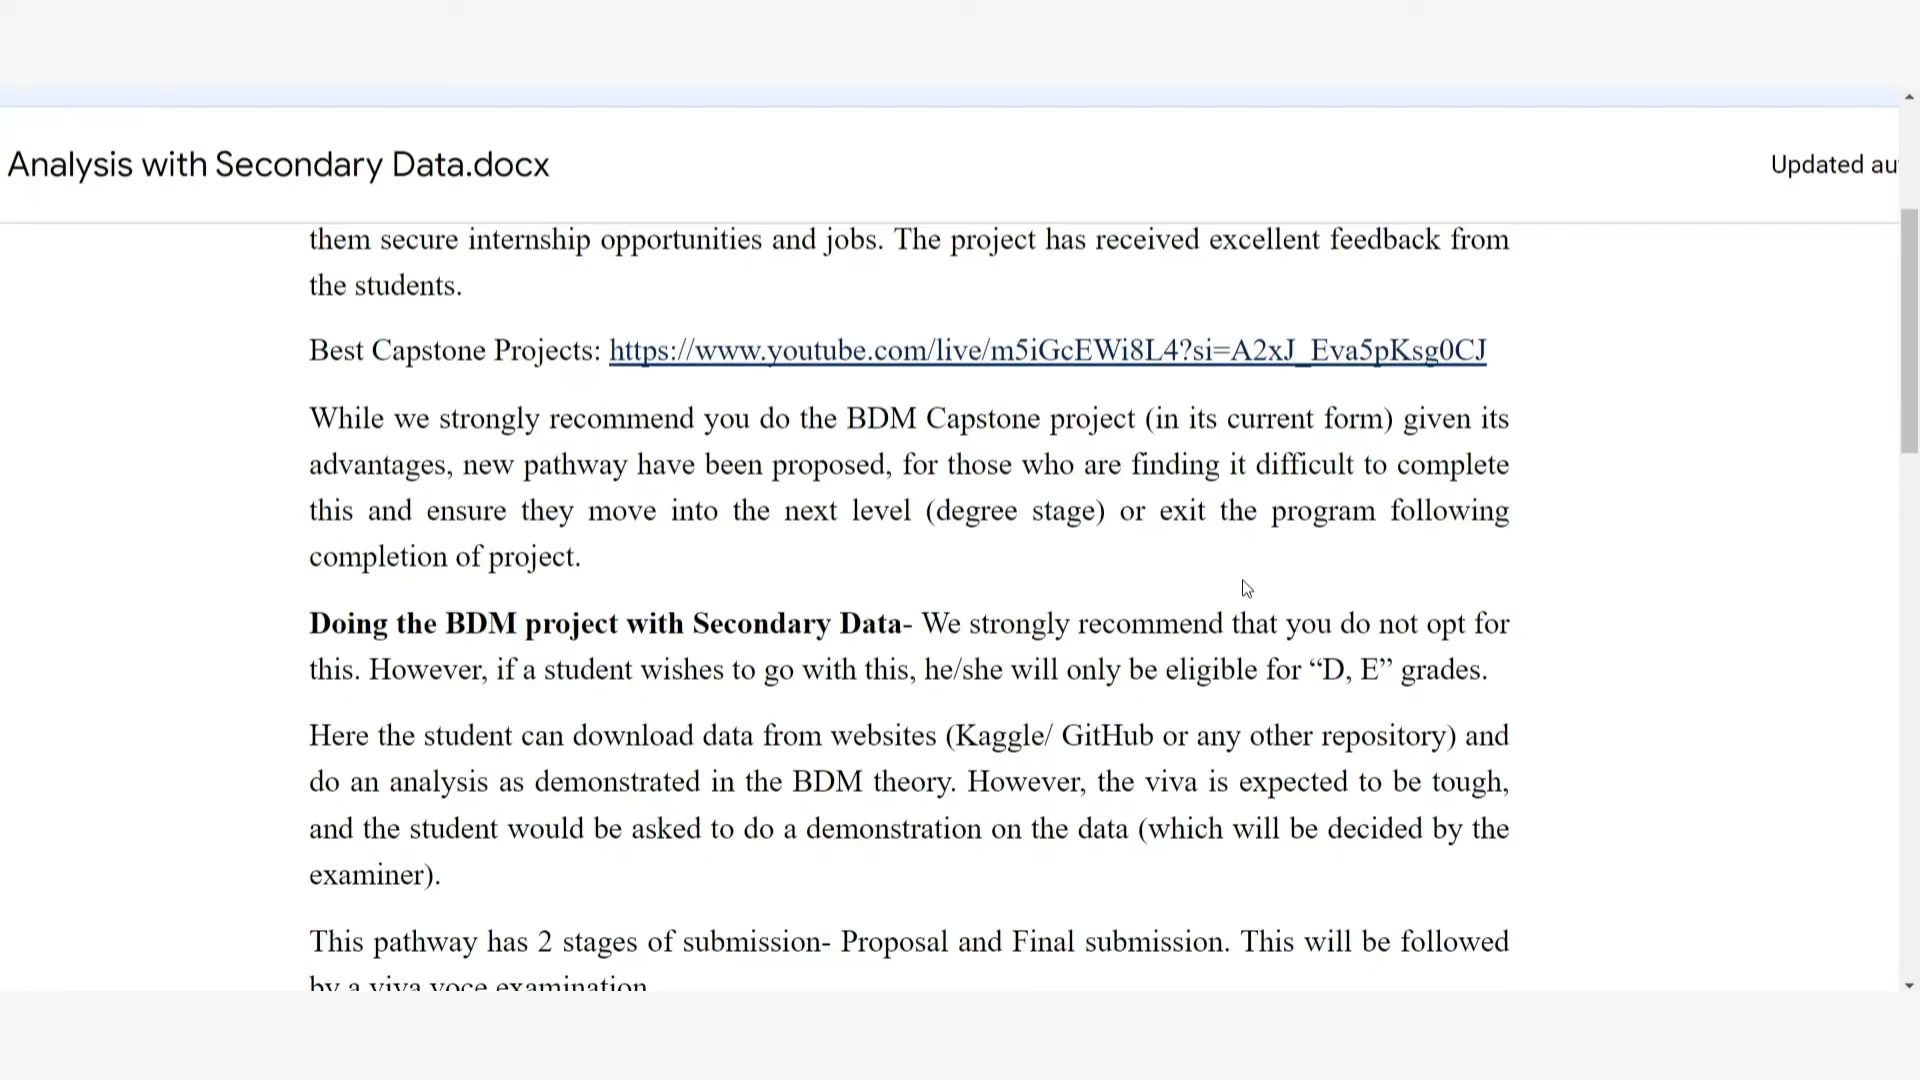 Analysis with Secondary Data.docx
Updated au
them secure internship opportunities and jobs. The project has received excellent feedback from
the students.
Best Capstone Projects: https://www.youtube.com/live/m5iGcEWi8L4?si=A2xJ_Eva5pKsg0CJ
While we strongly recommend you do the BDM Capstone project (in its current form) given its
advantages, new pathway have been proposed, for those who are finding it difficult to complete
this and ensure they move into the next level (degree stage) or exit the program following
completion of project.
Doing the BDM project with Secondary Data- We strongly recommend that you do not opt for
this. However, if a student wishes to go with this, he/she will only be eligible for “D, E” grades.
Here the student can download data from websites (Kaggle/ GitHub or any other repository) and
do an analysis as demonstrated in the BDM theory. However, the viva is expected to be tough,
and the student would be asked to do a demonstration on the data (which will be decided by the
examiner).
This pathway has 2 stages of submission- Proposal and Final submission. This will be followed
by a viva voce examination